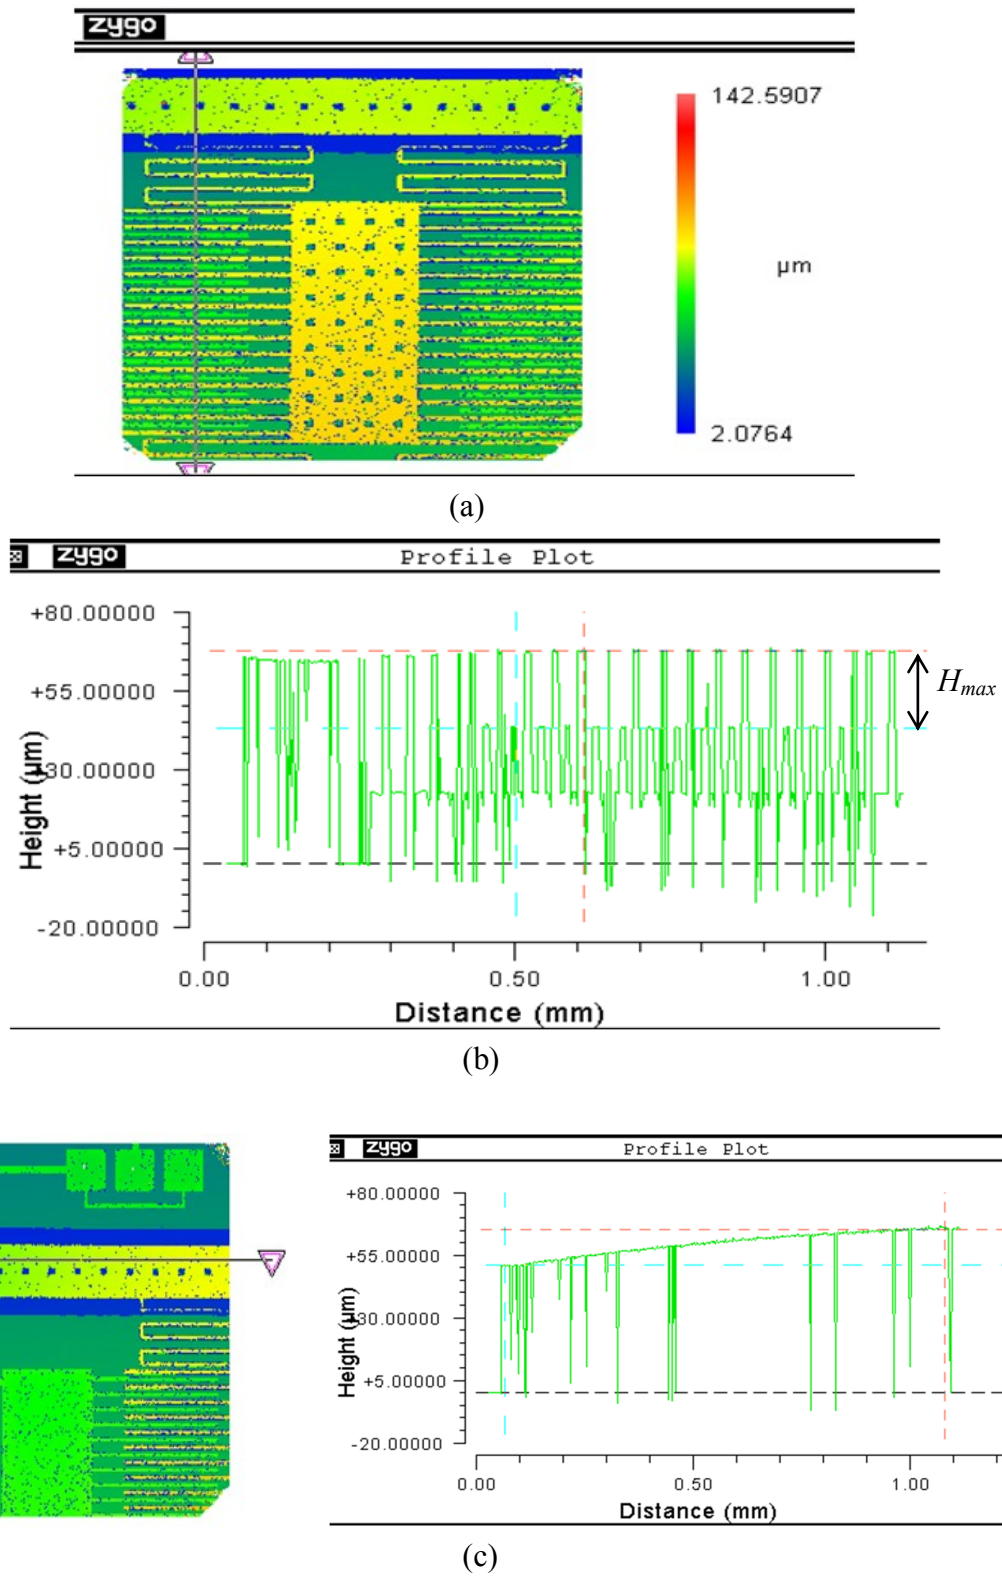 zygo
142.5907
µm
2.0764
(a)
zygo Profile Plot
+80.00000
+55.00000
+30.00000
+5.00000
-20.00000
Height (µm)
Hmax
0.00 0.50 1.00
Distance (mm)
(b)
zygo Profile Plot
+80.00000
+55.00000
+30.00000
+5.00000
-20.00000
Height (µm)
0.00 0.50 1.00
Distance (mm)
(c)